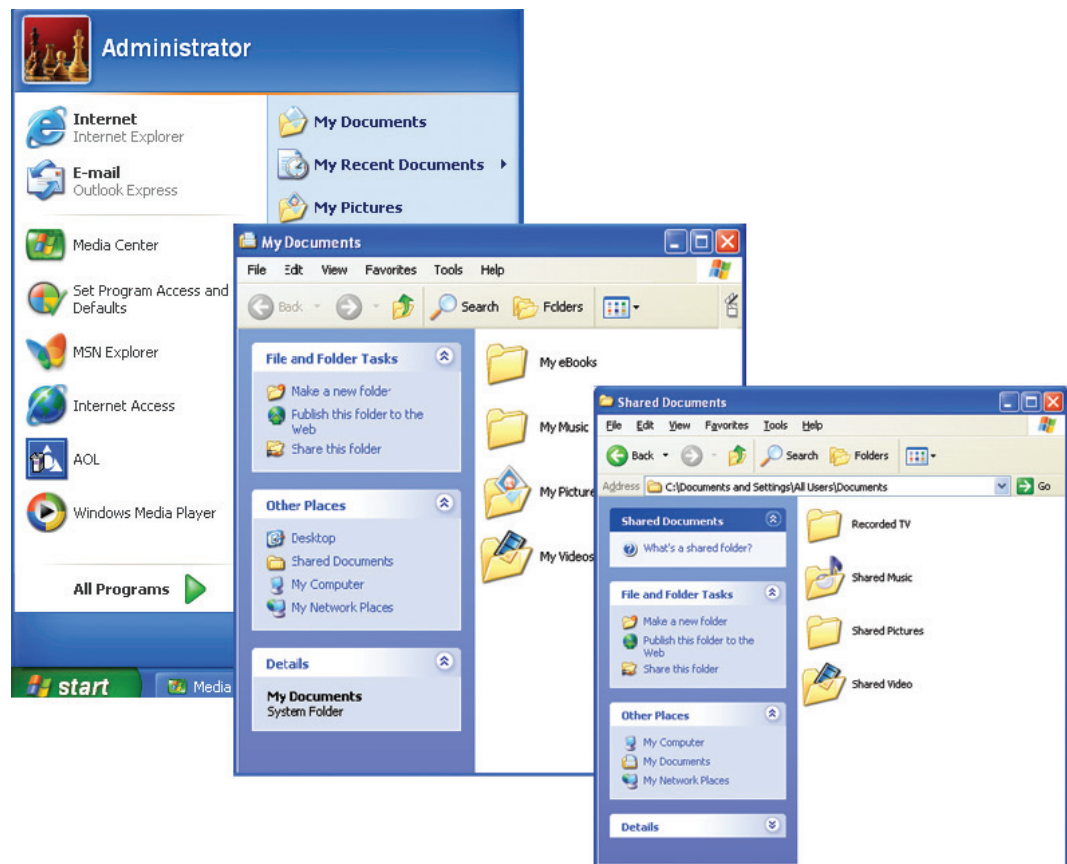 Administrator
Internet
Internet Explorer
E-mail
Outlook Express
Media Center
Set Program Access and
Defaults
MSN Explorer
Internet Access
AOL
Windows Media Player
All Programs
My Documents
My Recent Documents
My Pictures
start
Media
My Documents
File Edit View Favorites Tools Help
Back Search Folders
File and Folder Tasks
Make a new folder
Publish this folder to the
Web
Share this folder
Other Places
Desktop
Shared Documents
My Computer
My Network Places
Details
My Documents
System Folder
My eBooks
My Music
My Picture
My Videos
Shared Documents
File Edit View Favorites Tools Help
Back Search Folders
Address C:\Documents and Settings\All Users\Documents Go
Shared Documents
What's a shared folder?
File and Folder Tasks
Make a new folder
Publish this folder to the
Web
Share this folder
Other Places
My Computer
My Documents
My Network Places
Details
Recorded TV
Shared Music
Shared Pictures
Shared Video